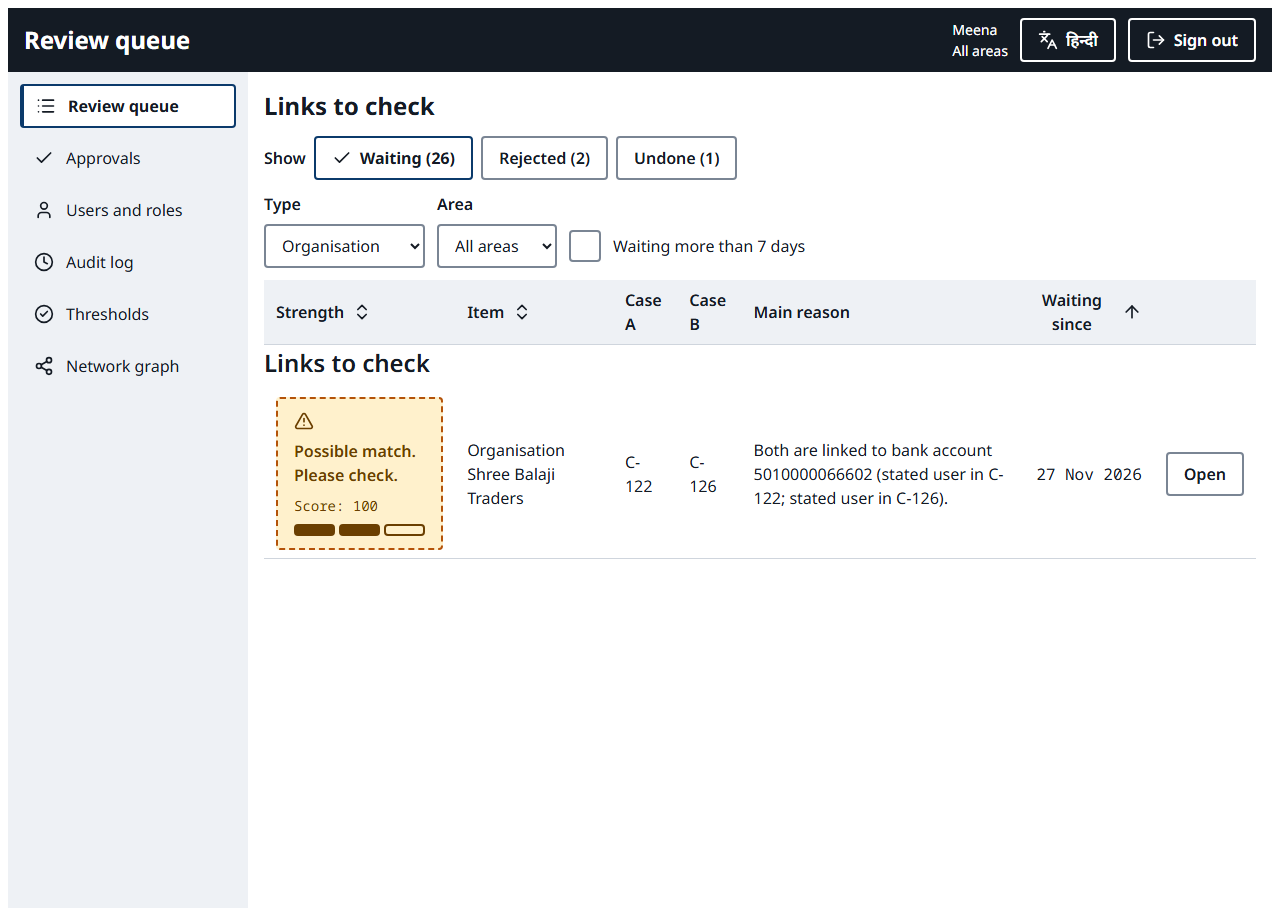 Review queue
Meena
All areas
हिन्दी
Sign out
Review queue
Approvals
Users and roles
Audit log
Thresholds
Network graph
Links to check
Show
Waiting (26)
Rejected (2)
Undone (1)
Type
Area
Organisation
All areas
Waiting more than 7 days
Strength
Item
Case
A
Case
B
Main reason
Waiting
since
Links to check
Possible match.
Please check.
Score: 100
Organisation
Shree Balaji
Traders
C-
122
C-
126
Both are linked to bank account
5010000066602 (stated user in C-
122; stated user in C-126).
27 Nov 2026
Open